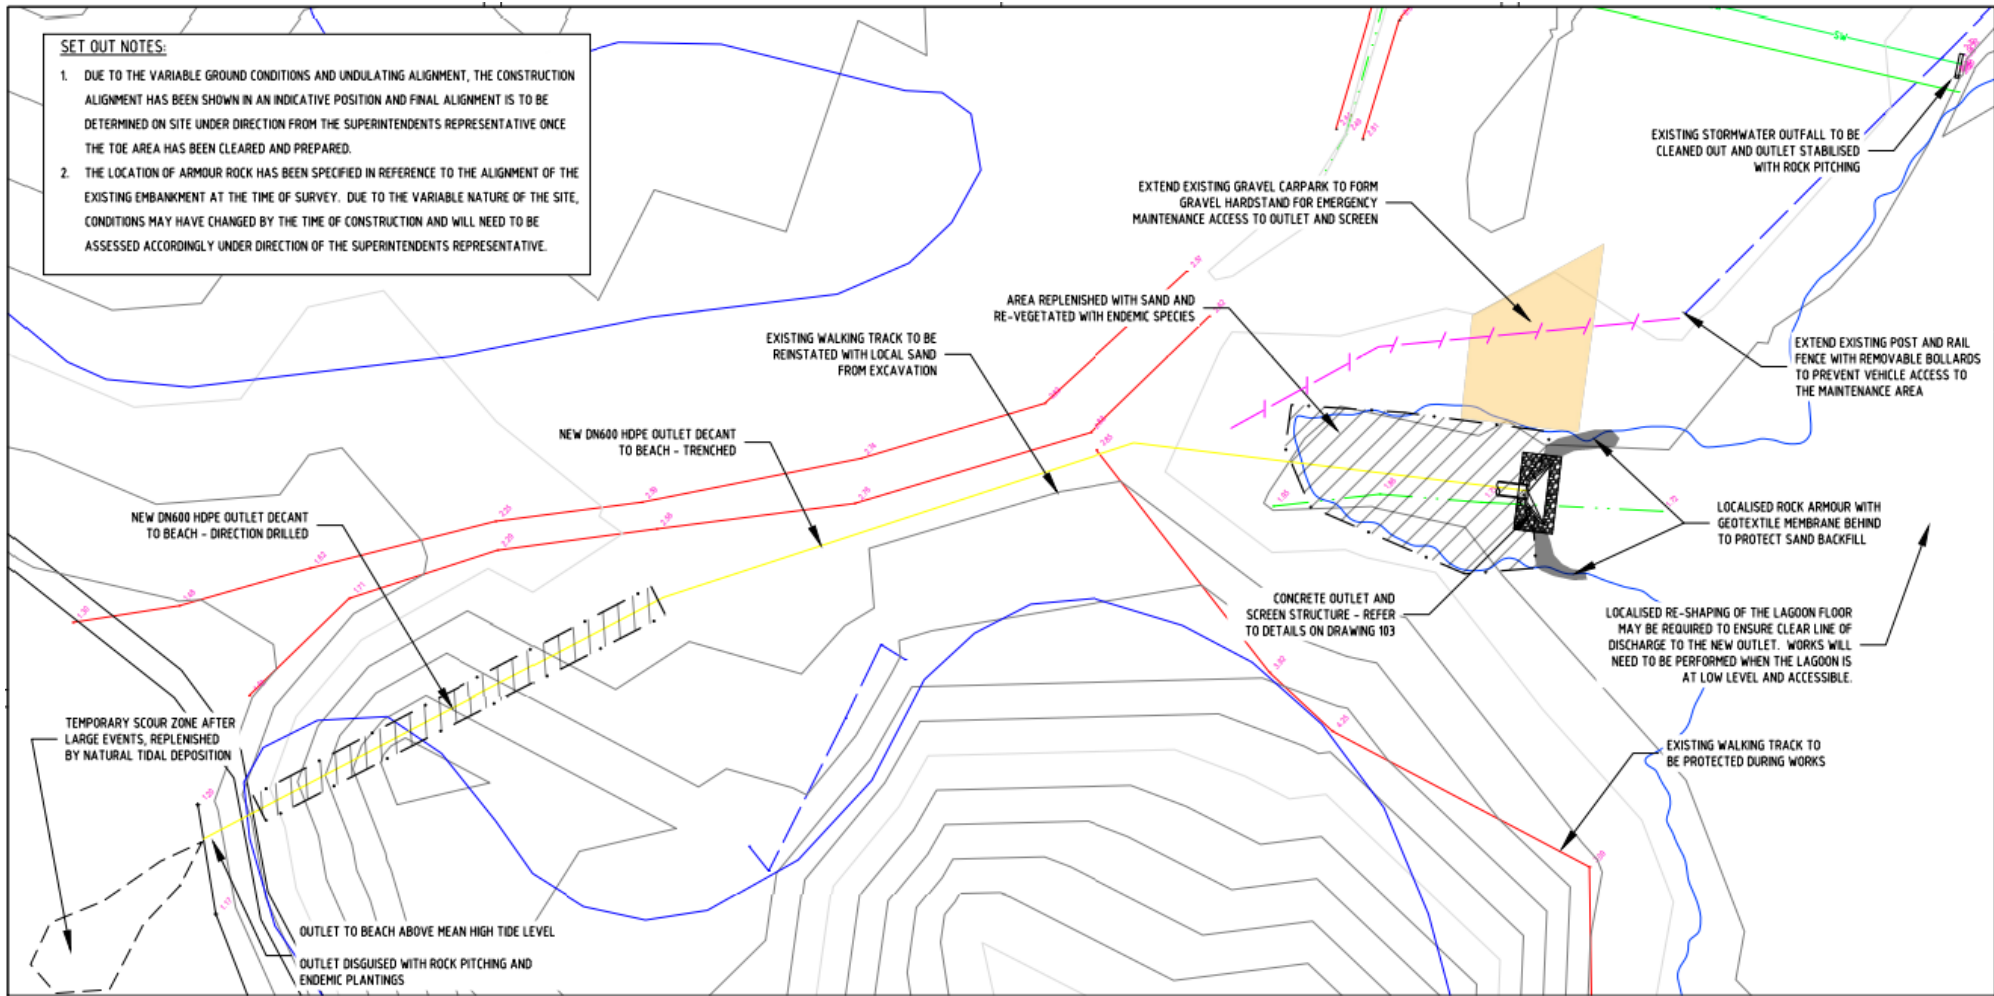 SET OUT NOTES:
1. DUE TO THE VARIABLE GROUND CONDITIONS AND UNDULATING ALIGNMENT, THE CONSTRUCTION
ALIGNMENT HAS BEEN SHOWN IN AN INDICATIVE POSITION AND FINAL ALIGNMENT IS TO BE
DETERMINED ON SITE UNDER DIRECTION FROM THE SUPERINTENDENTS REPRESENTATIVE ONCE
THE TOE AREA HAS BEEN CLEARED AND PREPARED.
2. THE LOCATION OF ARMOUR ROCK HAS BEEN SPECIFIED IN REFERENCE TO THE ALIGNMENT OF THE
EXISTING EMBANKMENT AT THE TIME OF SURVEY. DUE TO THE VARIABLE NATURE OF THE SITE,
CONDITIONS MAY HAVE CHANGED BY THE TIME OF CONSTRUCTION AND WILL NEED TO BE
ASSESSED ACCORDINGLY UNDER DIRECTION OF THE SUPERINTENDENTS REPRESENTATIVE.
SW
EXISTING STORMWATER OUTFALL TO BE
CLEANED OUT AND OUTLET STABILISED
WITH ROCK PITCHING
EXTEND EXISTING GRAVEL CARPARK TO FORM
GRAVEL HARDSTAND FOR EMERGENCY
MAINTENANCE ACCESS TO OUTLET AND SCREEN
AREA REPLENISHED WITH SAND AND
RE-VEGETATED WITH ENDEMIC SPECIES
EXISTING WALKING TRACK TO BE
REINSTATED WITH LOCAL SAND
FROM EXCAVATION
EXTEND EXISTING POST AND RAIL
FENCE WITH REMOVABLE BOLLARDS
TO PREVENT VEHICLE ACCESS TO
THE MAINTENANCE AREA
NEW DN600 HDPE OUTLET DECANT
TO BEACH - TRENCHED
NEW DN600 HDPE OUTLET DECANT
TO BEACH - DIRECTION DRILLED
LOCALISED ROCK ARMOUR WITH
GEOTEXTILE MEMBRANE BEHIND
TO PROTECT SAND BACKFILL
CONCRETE OUTLET AND
SCREEN STRUCTURE - REFER
TO DETAILS ON DRAWING 103
LOCALISED RE-SHAPING OF THE LAGOON FLOOR
MAY BE REQUIRED TO ENSURE CLEAR LINE OF
DISCHARGE TO THE NEW OUTLET. WORKS WILL
NEED TO BE PERFORMED WHEN THE LAGOON IS
AT LOW LEVEL AND ACCESSIBLE.
TEMPORARY SCOUR ZONE AFTER
LARGE EVENTS, REPLENISHED
BY NATURAL TIDAL DEPOSITION
EXISTING WALKING TRACK TO
BE PROTECTED DURING WORKS
OUTLET TO BEACH ABOVE MEAN HIGH TIDE LEVEL
OUTLET DISGUISED WITH ROCK PITCHING AND
ENDEMIC PLANTINGS
2.25
2.74
2.85
1.71
4.25